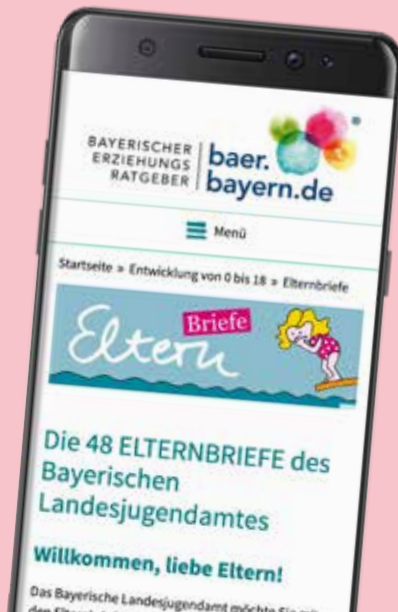 BAYERISCHER
ERZIEHUNGS
RATGEBER
baer.
bayern.de
Menü
Startseite » Entwicklung von 0 bis 18 » Elternbriefe
Eltern
Briefe
Die 48 ELTERNBRIEFE des
Bayerischen
Landesjugendamtes
Willkommen, liebe Eltern!
Das Bayerische Landesjugendamt möchte Sie